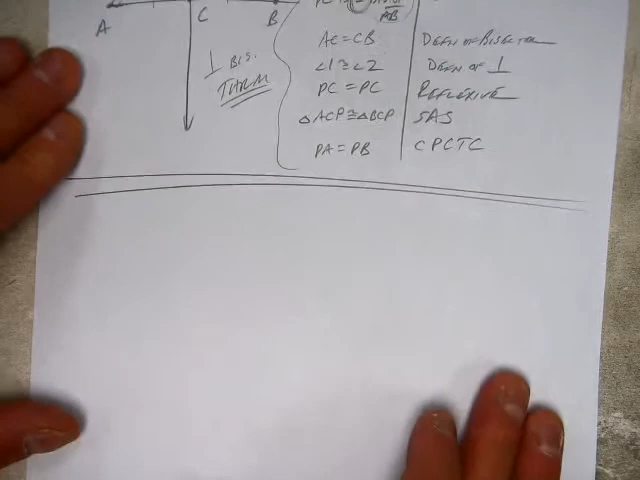 A C B
⊥ BIS.
THRM
AB
AC = CB DEFN OF BISECTOR
∠1 ≅ ∠2 DEFN OF ⊥
PC = PC REFLEXIVE
△ACP ≅ △BCP SAS
PA = PB CPCTC